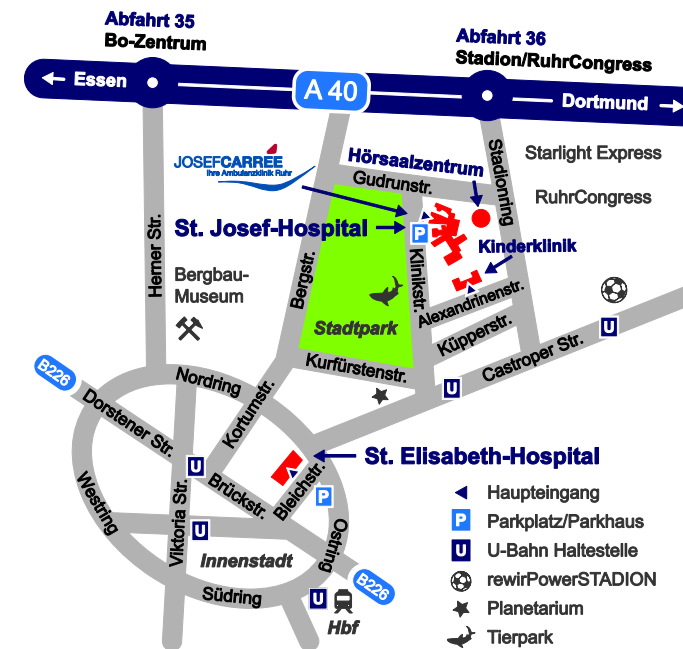 Abfahrt 35
Bo-Zentrum
Abfahrt 36
Stadion/RuhrCongress
Essen
A 40
Dortmund
JOSEFCARRÉE
Ihre Ambulanzklinik Ruhr
Hörsaalzentrum
Gudrunstr.
Stadionring
Starlight Express
RuhrCongress
St. Josef-Hospital
P
Kinderklinik
Herner Str.
Bergstr.
Klinikstr.
Bergbau-
Museum
Stadtpark
Alexandrinenstr.
Küpperstr.
Castroper Str.
U
Kurfürstenstr.
U
B226
Nordring
Dorstener Str.
Kortumstr.
U
St. Elisabeth-Hospital
Brückstr.
Bleichstr.
P
Westring
Viktoria Str.
U
Ostring
Innenstadt
B226
Südring
U
Hbf
Haupteingang
P Parkplatz/Parkhaus
U U-Bahn Haltestelle
rewirPowerSTADION
Planetarium
Tierpark